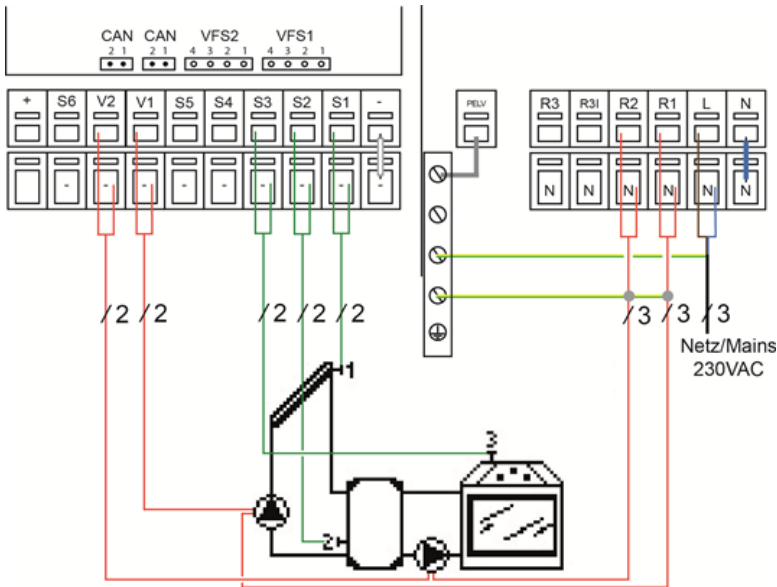 CAN CAN VFS2 VFS1
2 1 2 1 4 3 2 1 4 3 2 1
+ S6 V2 V1 S5 S4 S3 S2 S1 -
PELV
R3 R3I R2 R1 L N
- - - - - - - - -
N N N N N N
/2 /2 /2 /2 /2
/3 /3 /3
Netz/Mains
230VAC
1
3
2